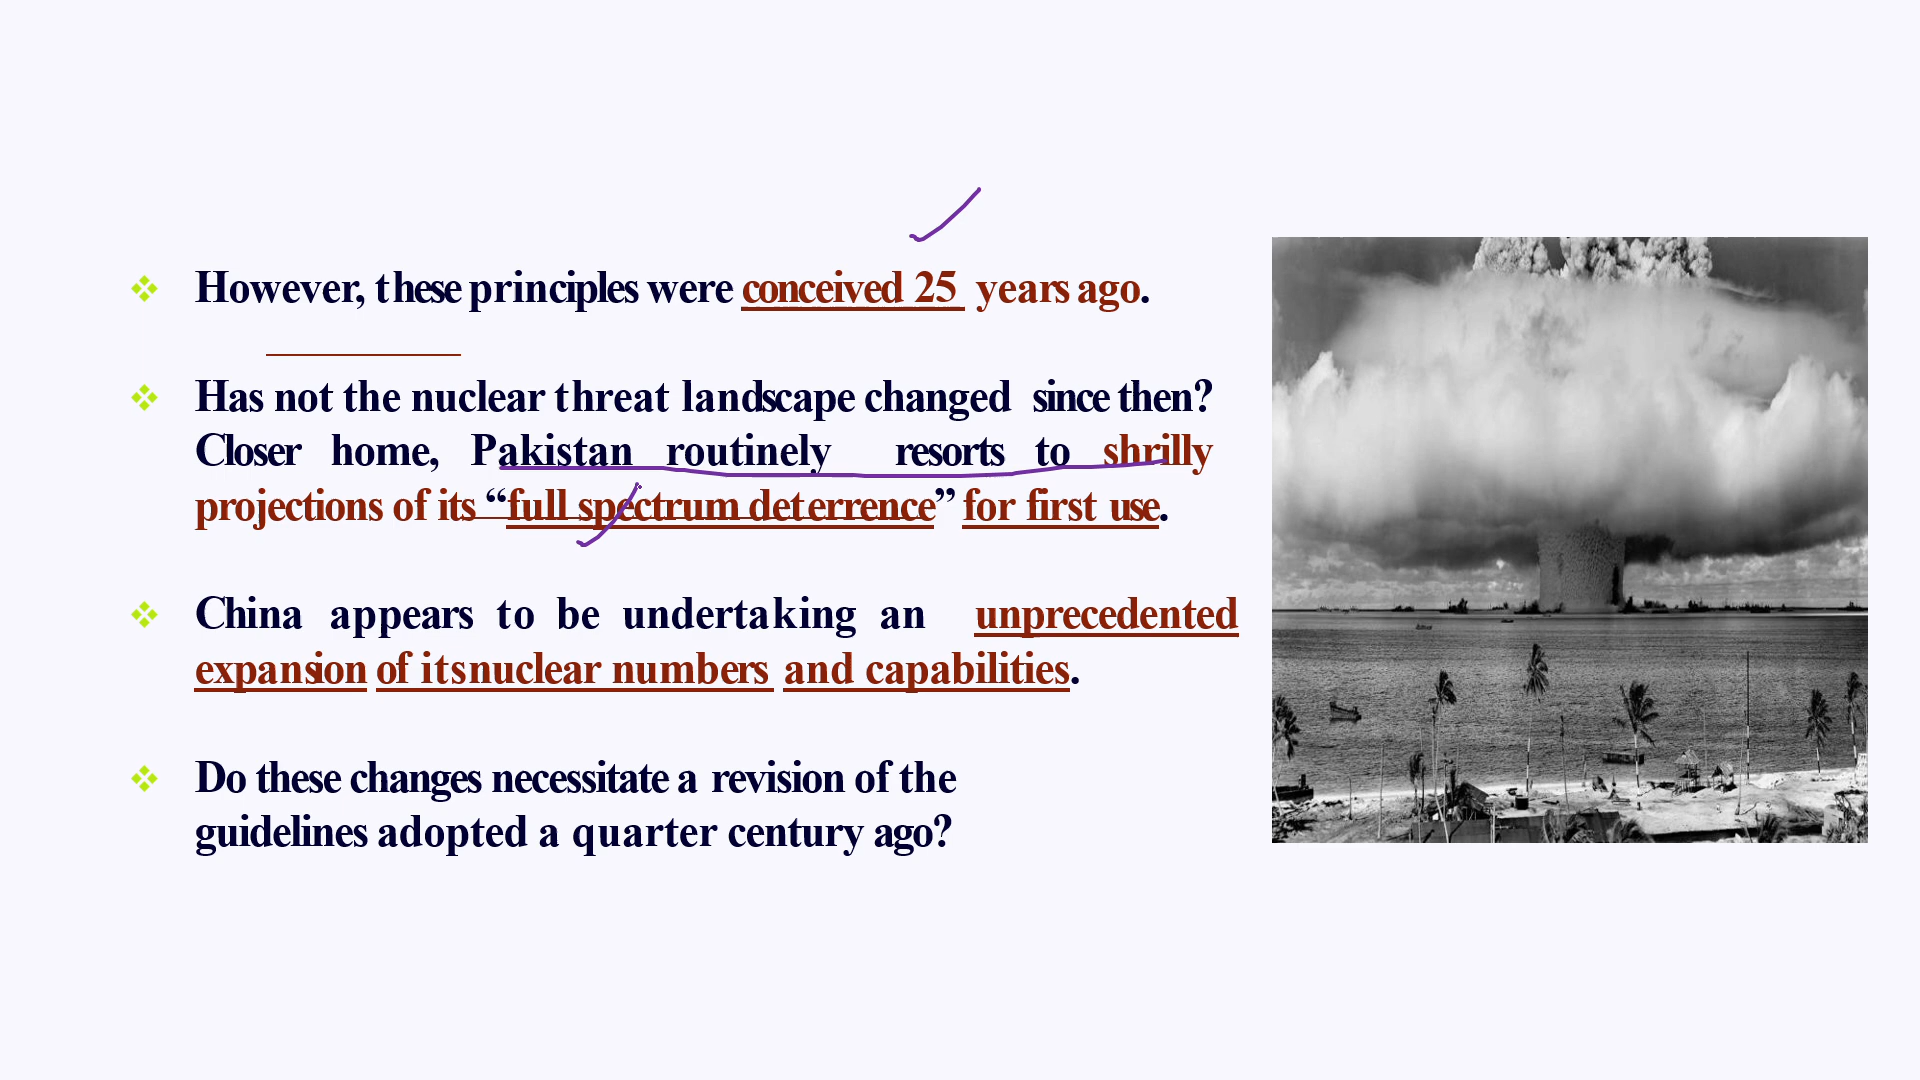 However, these principles were conceived 25 years ago.
Has not the nuclear threat landscape changed since then?
Closer home, Pakistan routinely resorts to shrilly
projections of its “full spectrum deterrence” for first use.
China appears to be undertaking an unprecedented
expansion of its nuclear numbers and capabilities.
Do these changes necessitate a revision of the
guidelines adopted a quarter century ago?